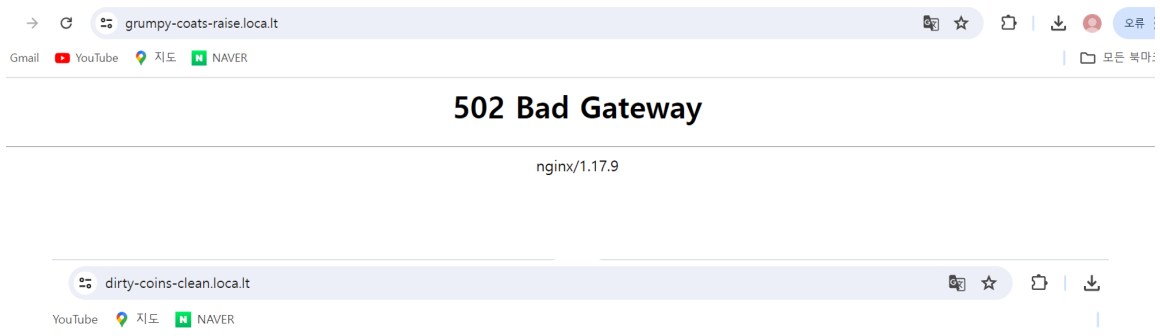 grumpy-coats-raise.loca.lt 오류
Gmail YouTube 지도 NAVER 모든 북마크
502 Bad Gateway
nginx/1.17.9
dirty-coins-clean.loca.lt
YouTube 지도 NAVER